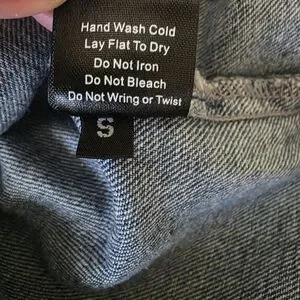 Hand Wash Cold
Lay Flat To Dry
Do Not Iron
Do Not Bleach
Do Not Wring or Twist
S